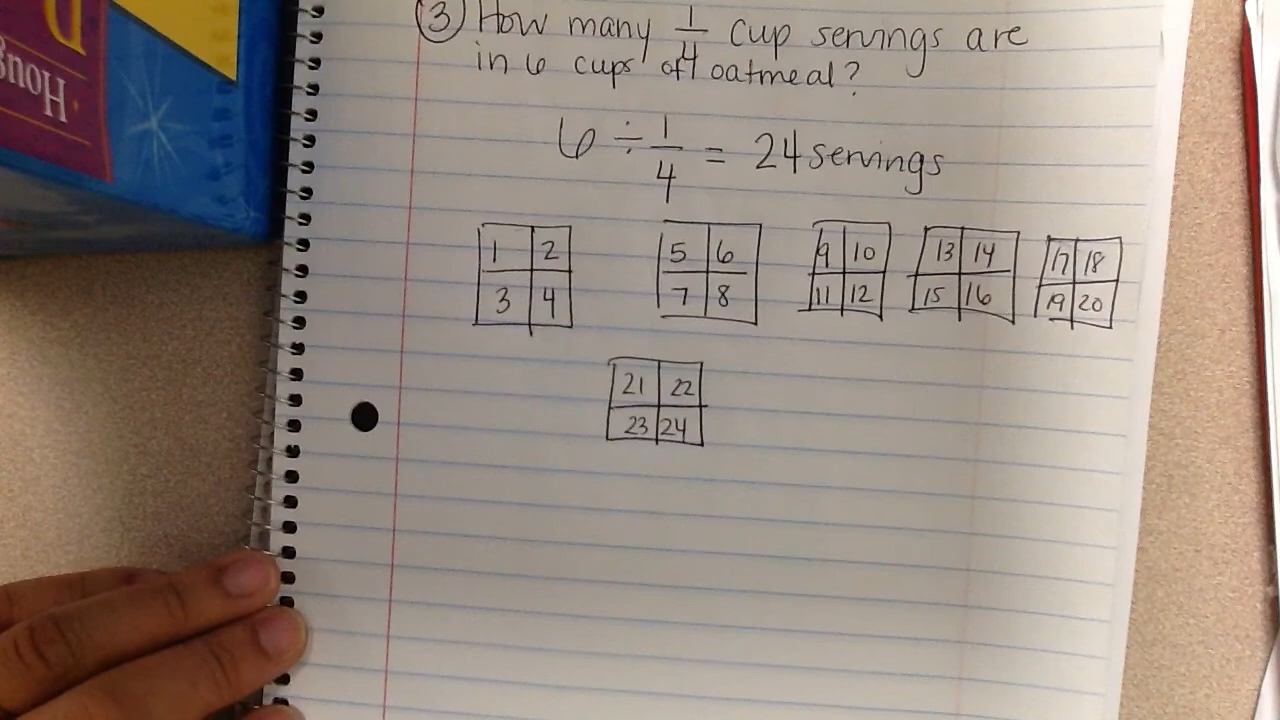 ③ How many 1/4 cup servings are
in 6 cups of oatmeal?
6 ÷ 1/4 = 24 servings
1 2 5 6 9 10 13 14 17 18
3 4 7 8 11 12 15 16 19 20
21 22
23 24
Houg